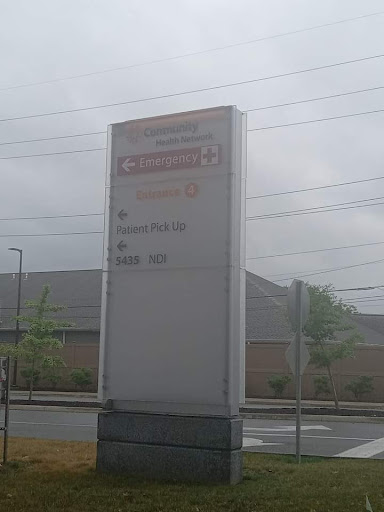 Community
Health Network
Emergency
Entrance 4
Patient Pick Up
5435 NDI